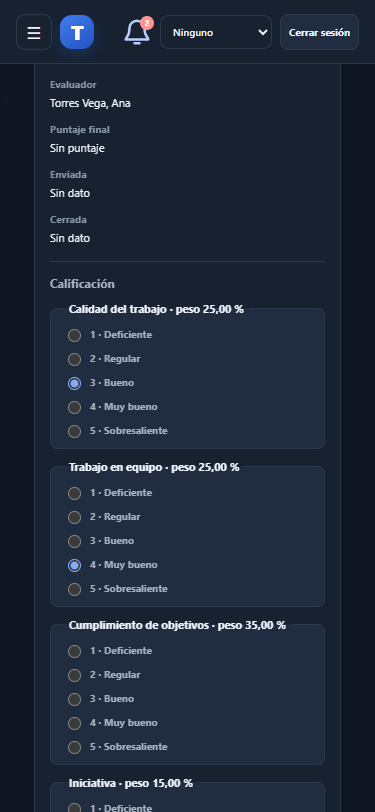 ☰
T
2
Ninguno
Cerrar sesión
Evaluador
Torres Vega, Ana
Puntaje final
Sin puntaje
Enviada
Sin dato
Cerrada
Sin dato
Calificación
Calidad del trabajo · peso 25,00 %
1 · Deficiente
2 · Regular
3 · Bueno
4 · Muy bueno
5 · Sobresaliente
Trabajo en equipo · peso 25,00 %
1 · Deficiente
2 · Regular
3 · Bueno
4 · Muy bueno
5 · Sobresaliente
Cumplimiento de objetivos · peso 35,00 %
1 · Deficiente
2 · Regular
3 · Bueno
4 · Muy bueno
5 · Sobresaliente
Iniciativa · peso 15,00 %
1 · Deficiente